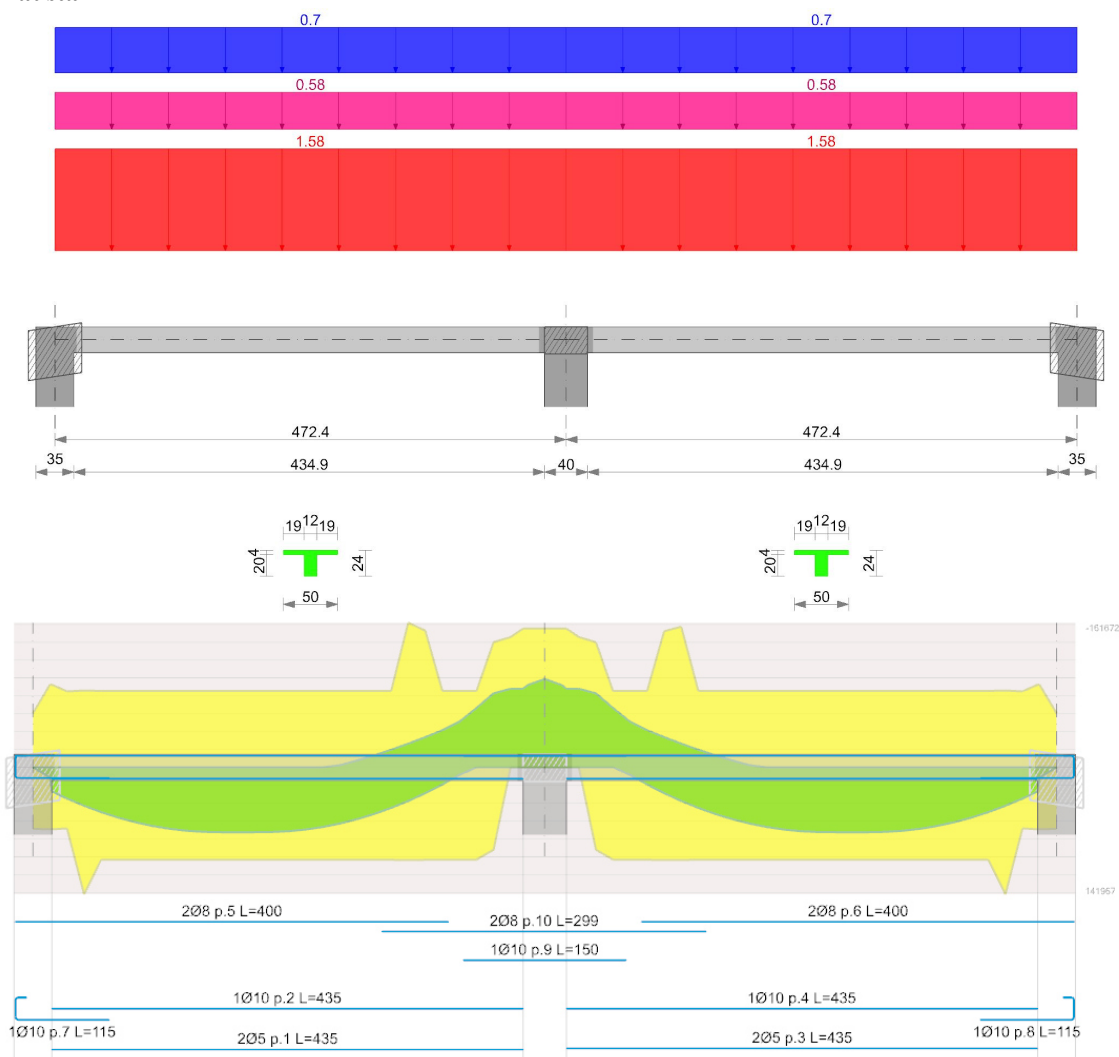 0.7 0.7
0.58 0.58
1.58 1.58
472.4 472.4
35 434.9 40 434.9 35
19 12 19 19 12 19
20 4 24 20 4 24
50 50
-161672
141957
2Ø8 p.5 L=400 2Ø8 p.6 L=400
2Ø8 p.10 L=299
1Ø10 p.9 L=150
1Ø10 p.2 L=435 1Ø10 p.4 L=435
1Ø10 p.7 L=115 1Ø10 p.8 L=115
2Ø5 p.1 L=435 2Ø5 p.3 L=435